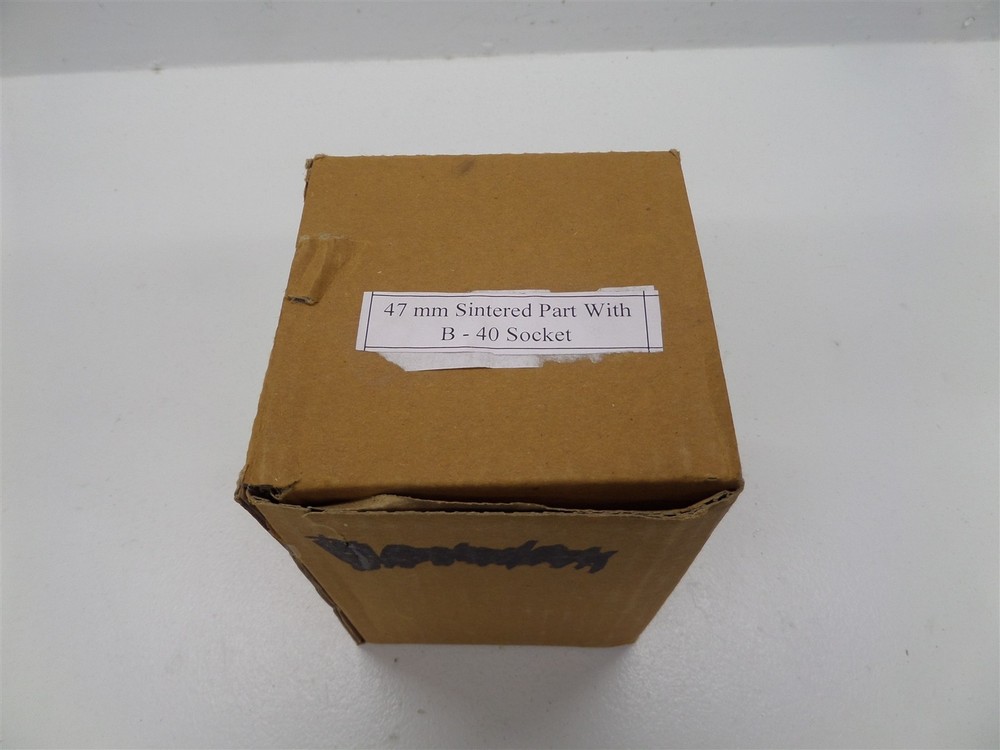 47 mm Sintered Part With
B - 40 Socket